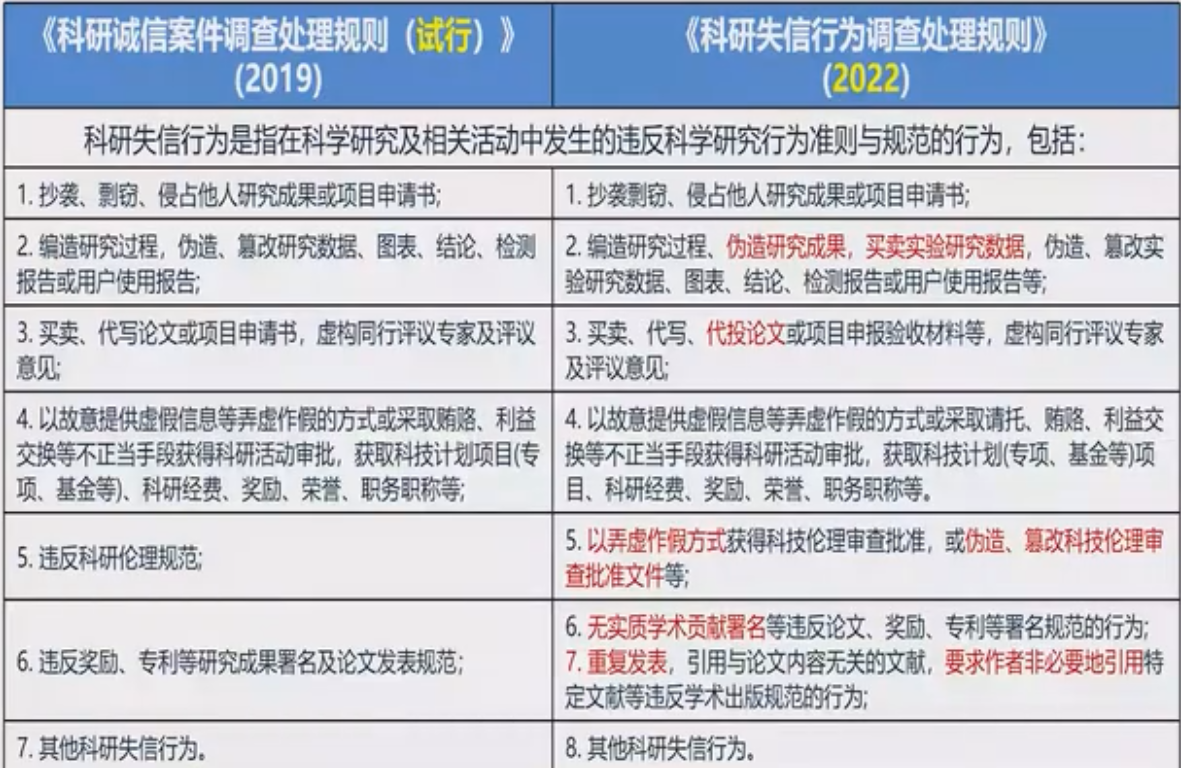 《科研诚信案件调查处理规则（试行）》
(2019)
《科研失信行为调查处理规则》
(2022)
科研失信行为是指在科学研究及相关活动中发生的违反科学研究行为准则与规范的行为，包括：
1. 抄袭、剽窃、侵占他人研究成果或项目申请书;
1. 抄袭剽窃、侵占他人研究成果或项目申请书;
2. 编造研究过程，伪造、篡改研究数据、图表、结论、检测
报告或用户使用报告;
2. 编造研究过程、伪造研究成果，买卖实验研究数据，伪造、篡改实
验研究数据、图表、结论、检测报告或用户使用报告等;
3. 买卖、代写论文或项目申请书，虚构同行评议专家及评议
意见;
3. 买卖、代写、代投论文或项目申报验收材料等，虚构同行评议专家
及评议意见;
4. 以故意提供虚假信息等弄虚作假的方式或采取贿赂、利益
交换等不正当手段获得科研活动审批，获取科技计划项目(专
项、基金等)、科研经费、奖励、荣誉、职务职称等;
4. 以故意提供虚假信息等弄虚作假的方式或采取请托、贿赂、利益交
换等不正当手段获得科研活动审批，获取科技计划(专项、基金等)项
目、科研经费、奖励、荣誉、职务职称等。
5. 违反科研伦理规范;
5. 以弄虚作假方式获得科技伦理审查批准，或伪造、篡改科技伦理审
查批准文件等;
6. 违反奖励、专利等研究成果署名及论文发表规范；
6. 无实质学术贡献署名等违反论文、奖励、专利等署名规范的行为;
7. 重复发表，引用与论文内容无关的文献，要求作者非必要地引用特
定文献等违反学术出版规范的行为;
7. 其他科研失信行为。
8. 其他科研失信行为。